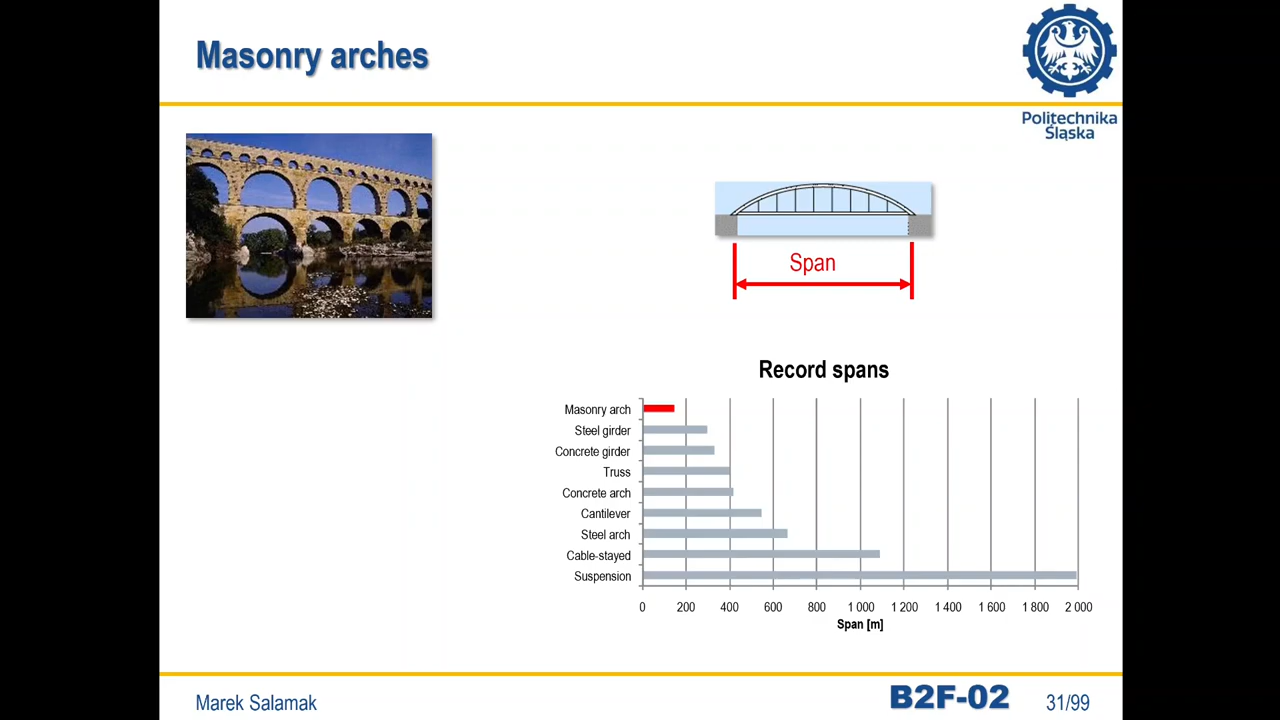 Masonry arches
Politechnika
Śląska
Span
Record spans
Masonry arch
Steel girder
Concrete girder
Truss
Concrete arch
Cantilever
Steel arch
Cable-stayed
Suspension
0 200 400 600 800 1 000 1 200 1 400 1 600 1 800 2 000
Span [m]
Marek Salamak
B2F-02
31/99